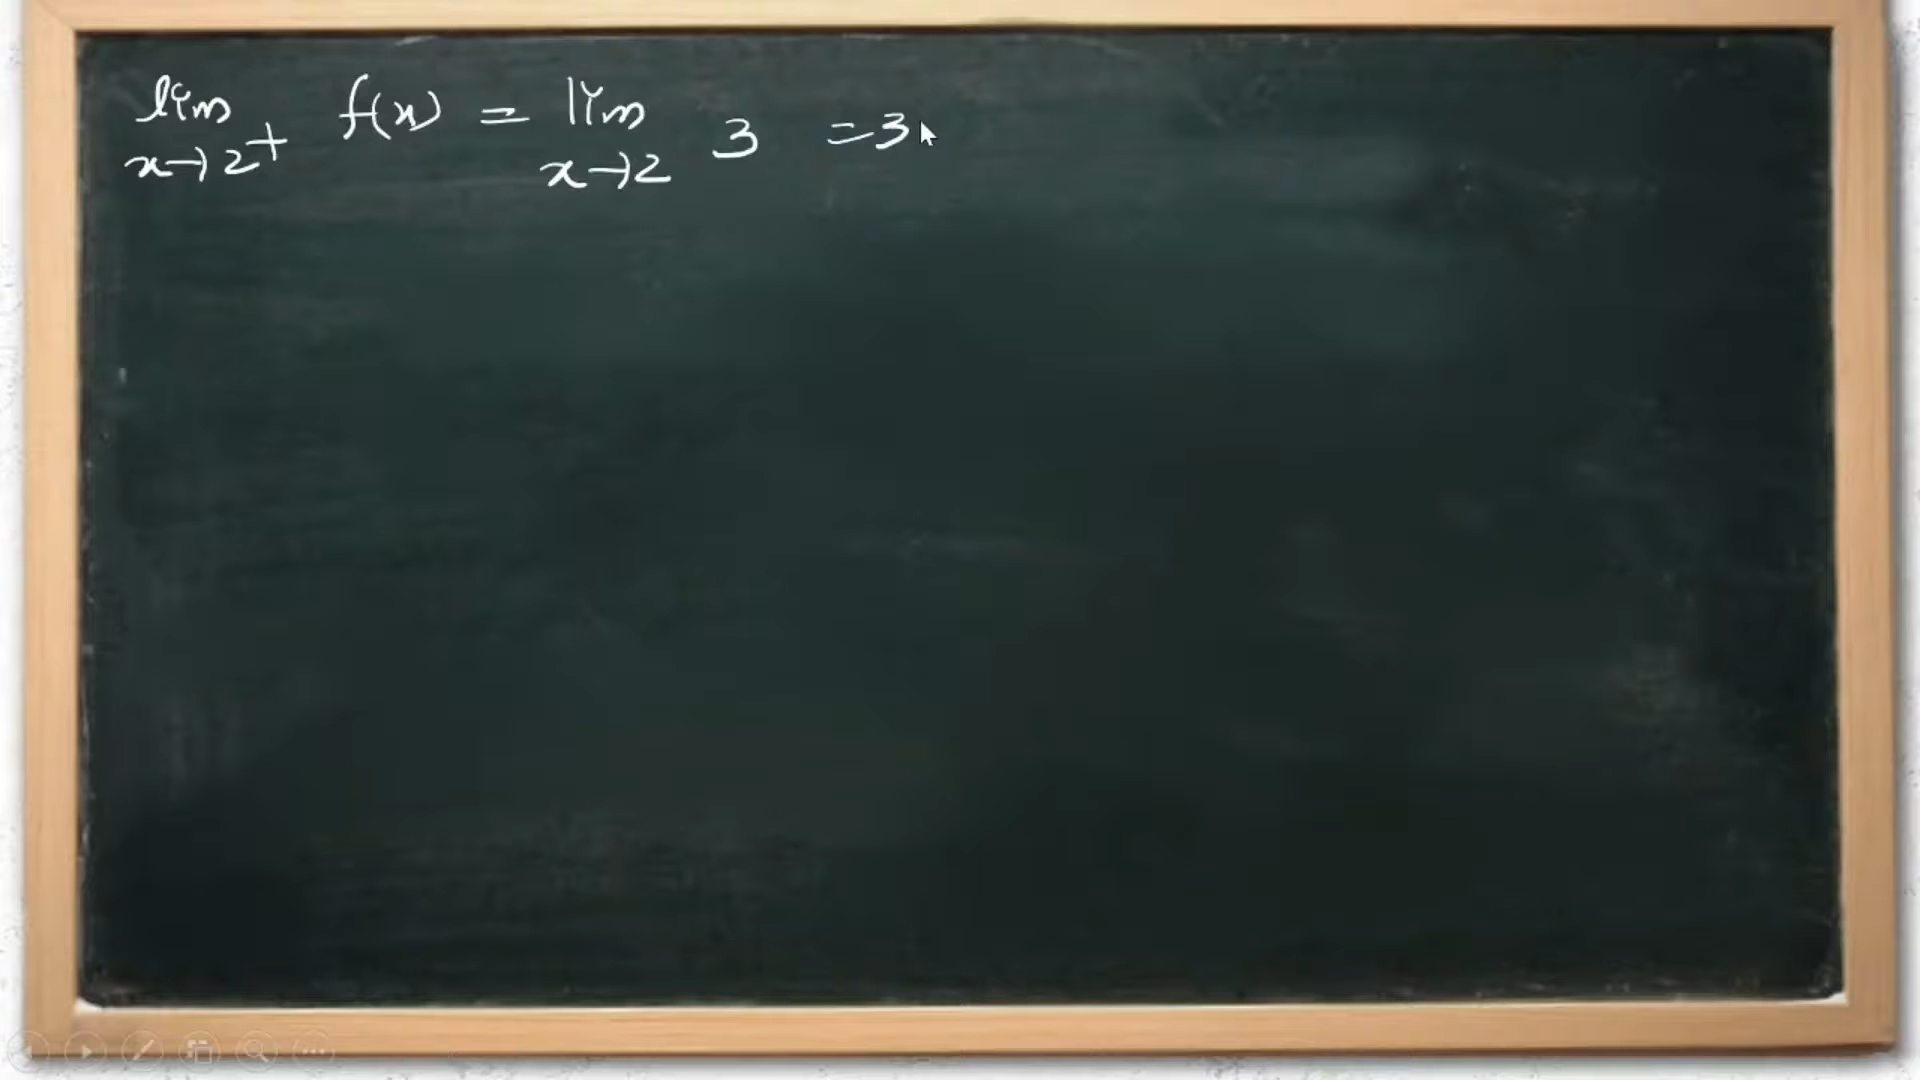 lim f(x) = lim 3 = 3
x→2+ x→2